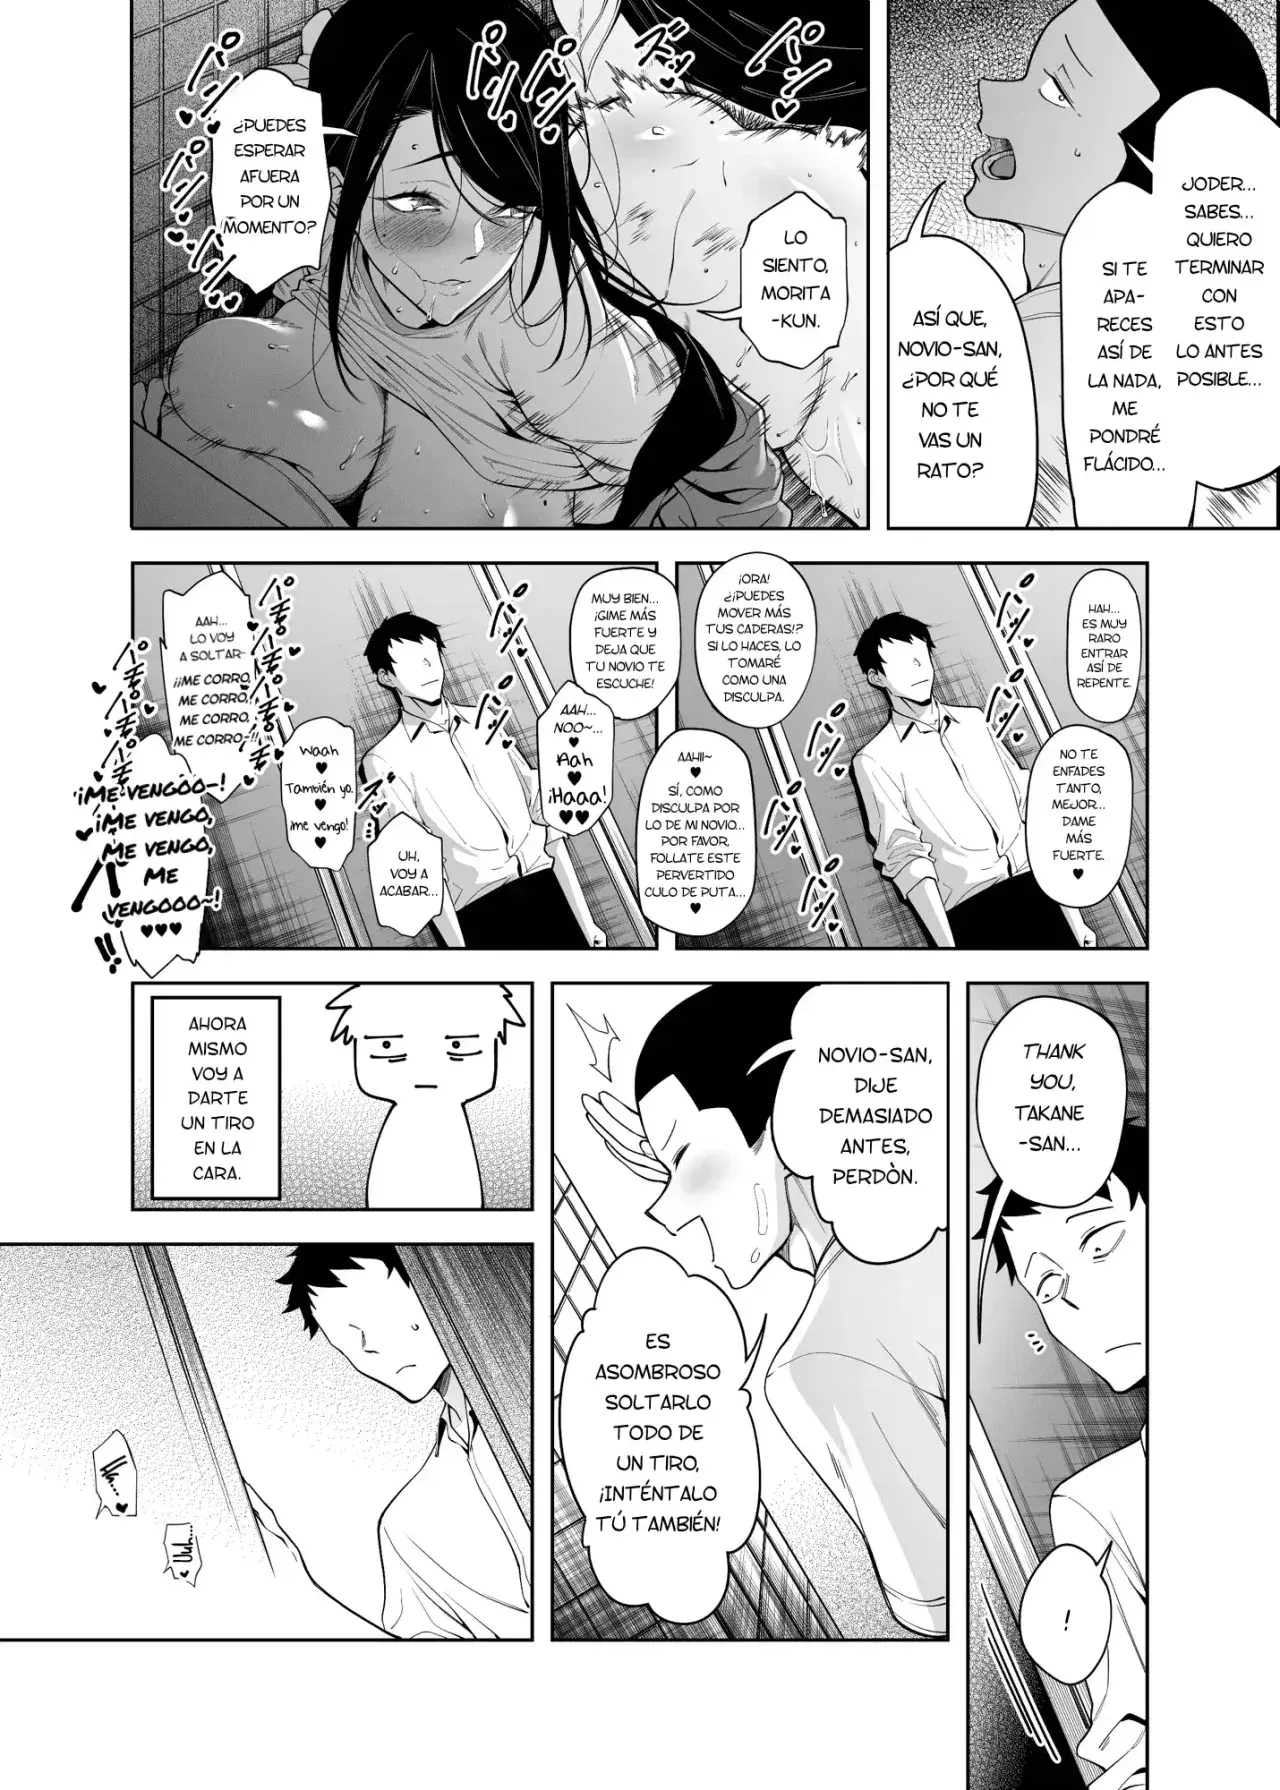 JODER...
SABES...
QUIERO
TERMINAR
CON
ESTO
LO ANTES
POSIBLE...
SI TE
APA-
RECES
ASÍ DE
LA NADA,
ME
PONDRÉ
FLÁCIDO...
ASÍ QUE,
NOVIO-SAN,
¿POR QUÉ
NO TE
VAS UN
RATO?
LO
SIENTO,
MORITA
-KUN.
¿PUEDES
ESPERAR
AFUERA
POR UN
MOMENTO?
HAH...
ES MUY
RARO
ENTRAR
ASÍ DE
REPENTE.
NO TE
ENFADES
TANTO,
MEJOR...
DAME
MÁS
FUERTE.
♥
¡ORA!
¿¡PUEDES
MOVER MÁS
TUS CADERAS!?
SI LO HACES, LO
TOMARÉ
COMO UNA
DISCULPA.
AAHII~
♥
SÍ, COMO
DISCULPA POR
LO DE MI NOVIO...
POR FAVOR,
FOLLATE ESTE
PERVERTIDO
CULO DE PUTA...
♥
MUY BIEN...
¡GIME MÁS
FUERTE Y
DEJA QUE
TU NOVIO TE
ESCUCHE!
AAH...
NOO~...
♥
Aah
♥
¡Haaa!
♥♥
UH,
VOY A
ACABAR...
Waah
♥
También yo.
♥
¡me vengo!
AAH...
LO VOY
A SOLTAR~
¡¡ME CORRO,
ME CORRO,
ME CORRO,
ME CORRO~!!
¡ME VENGOO~!
¡ME VENGO,
ME VENGO,
ME
VENGOOO~!
♥♥♥
THANK
YOU,
TAKANE
-SAN...
!
NOVIO-SAN,
DIJE
DEMASIADO
ANTES,
PERDÒN.
ES
ASOMBROSO
SOLTARLO
TODO DE
UN TIRO,
¡INTÉNTALO
TÚ TAMBIÉN!
AHORA
MISMO
VOY A
DARTE
UN TIRO
EN LA
CARA.
Uuh...
♥